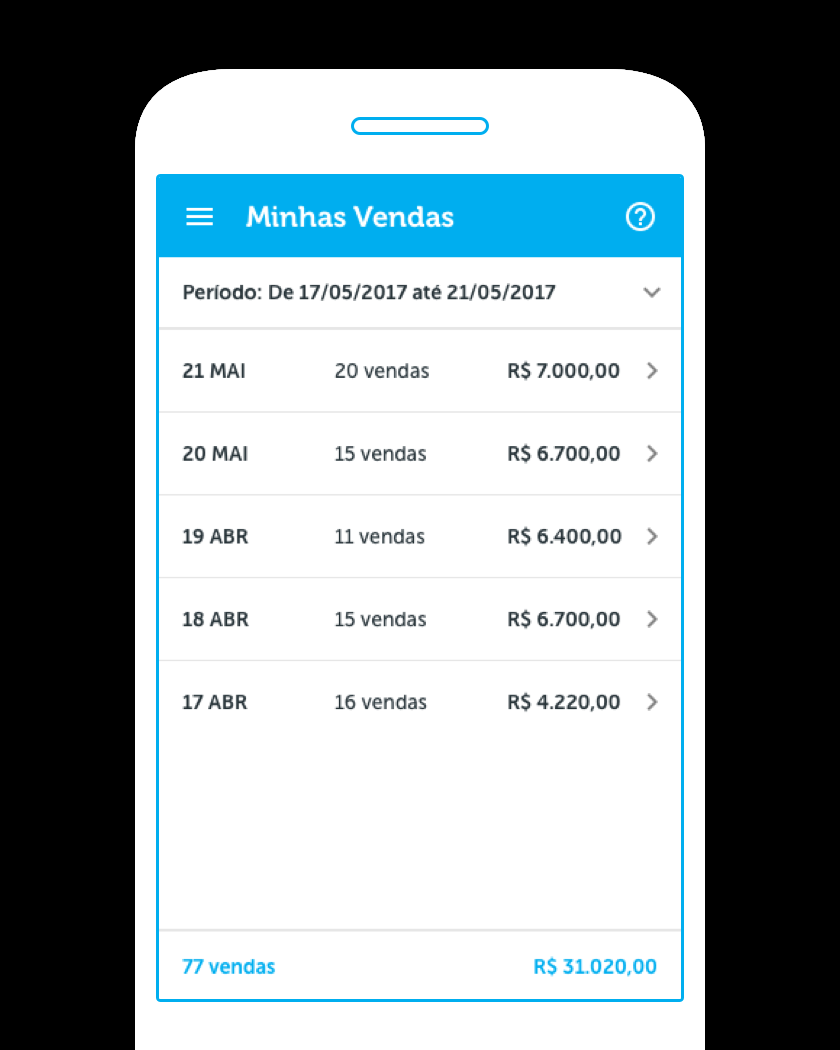 Minhas Vendas
Período: De 17/05/2017 até 21/05/2017
21 MAI 20 vendas R$ 7.000,00
20 MAI 15 vendas R$ 6.700,00
19 ABR 11 vendas R$ 6.400,00
18 ABR 15 vendas R$ 6.700,00
17 ABR 16 vendas R$ 4.220,00
77 vendas R$ 31.020,00